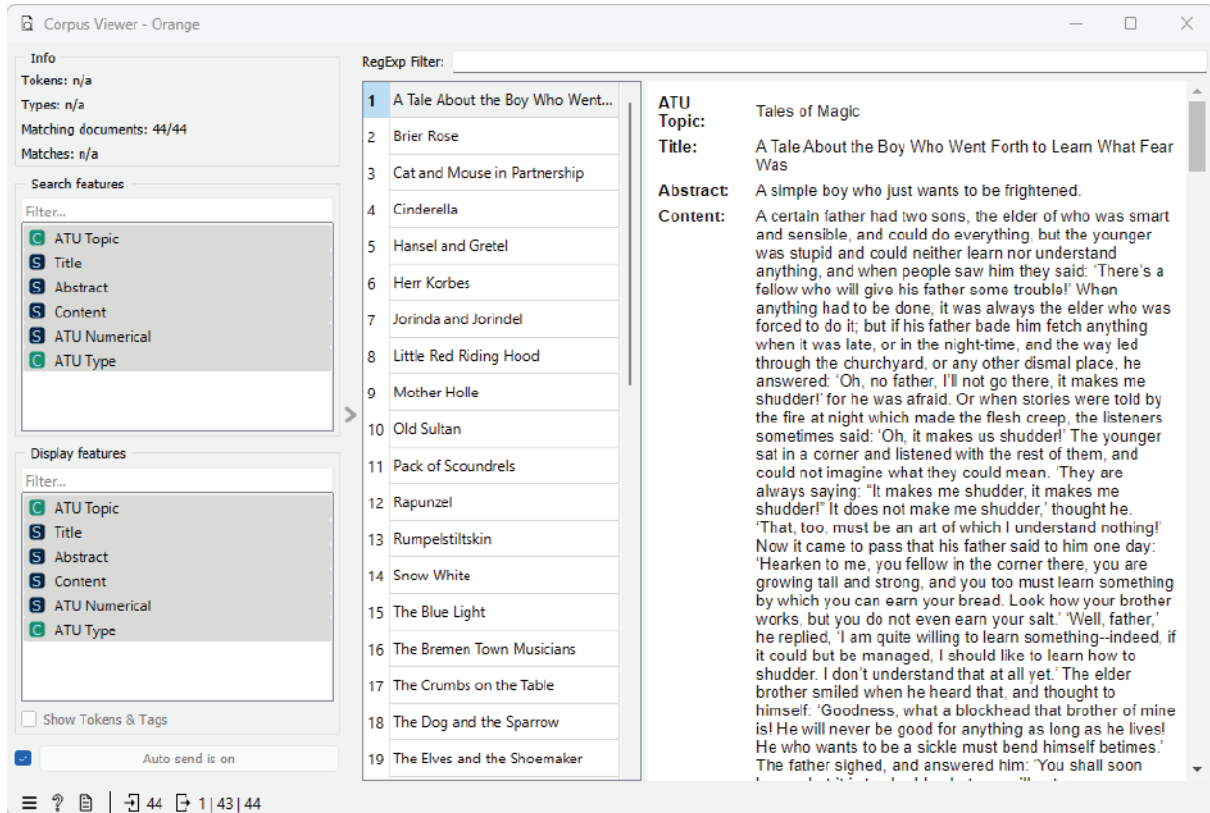 Corpus Viewer - Orange
Info
Tokens: n/a
Types: n/a
Matching documents: 44/44
Matches: n/a
Search features
Filter...
C ATU Topic
S Title
S Abstract
S Content
S ATU Numerical
C ATU Type
Display features
Filter...
C ATU Topic
S Title
S Abstract
S Content
S ATU Numerical
C ATU Type
Show Tokens & Tags
Auto send is on
44
1 | 43 | 44
RegExp Filter:
1 A Tale About the Boy Who Went...
2 Brier Rose
3 Cat and Mouse in Partnership
4 Cinderella
5 Hansel and Gretel
6 Herr Korbes
7 Jorinda and Jorindel
8 Little Red Riding Hood
9 Mother Holle
10 Old Sultan
11 Pack of Scoundrels
12 Rapunzel
13 Rumpelstiltskin
14 Snow White
15 The Blue Light
16 The Bremen Town Musicians
17 The Crumbs on the Table
18 The Dog and the Sparrow
19 The Elves and the Shoemaker
ATU Topic: Tales of Magic
Title: A Tale About the Boy Who Went Forth to Learn What Fear
Was
Abstract: A simple boy who just wants to be frightened.
Content: A certain father had two sons, the elder of who was smart
and sensible, and could do everything, but the younger
was stupid and could neither learn nor understand
anything, and when people saw him they said: 'There's a
fellow who will give his father some trouble!' When
anything had to be done, it was always the elder who was
forced to do it; but if his father bade him fetch anything
when it was late, or in the night-time, and the way led
through the churchyard, or any other dismal place, he
answered: 'Oh, no father, I'll not go there, it makes me
shudder!' for he was afraid. Or when stories were told by
the fire at night which made the flesh creep, the listeners
sometimes said: 'Oh, it makes us shudder!' The younger
sat in a corner and listened with the rest of them, and
could not imagine what they could mean. 'They are
always saying: "It makes me shudder, it makes me
shudder!" It does not make me shudder,' thought he.
'That, too, must be an art of which I understand nothing!'
Now it came to pass that his father said to him one day:
'Hearken to me, you fellow in the corner there, you are
growing tall and strong, and you too must learn something
by which you can earn your bread. Look how your brother
works, but you do not even earn your salt.' 'Well, father,'
he replied, 'I am quite willing to learn something--indeed, if
it could but be managed, I should like to learn how to
shudder. I don't understand that at all yet.' The elder
brother smiled when he heard that, and thought to
himself: 'Goodness, what a blockhead that brother of mine
is! He will never be good for anything as long as he lives!
He who wants to be a sickle must bend himself betimes.'
The father sighed, and answered him: 'You shall soon